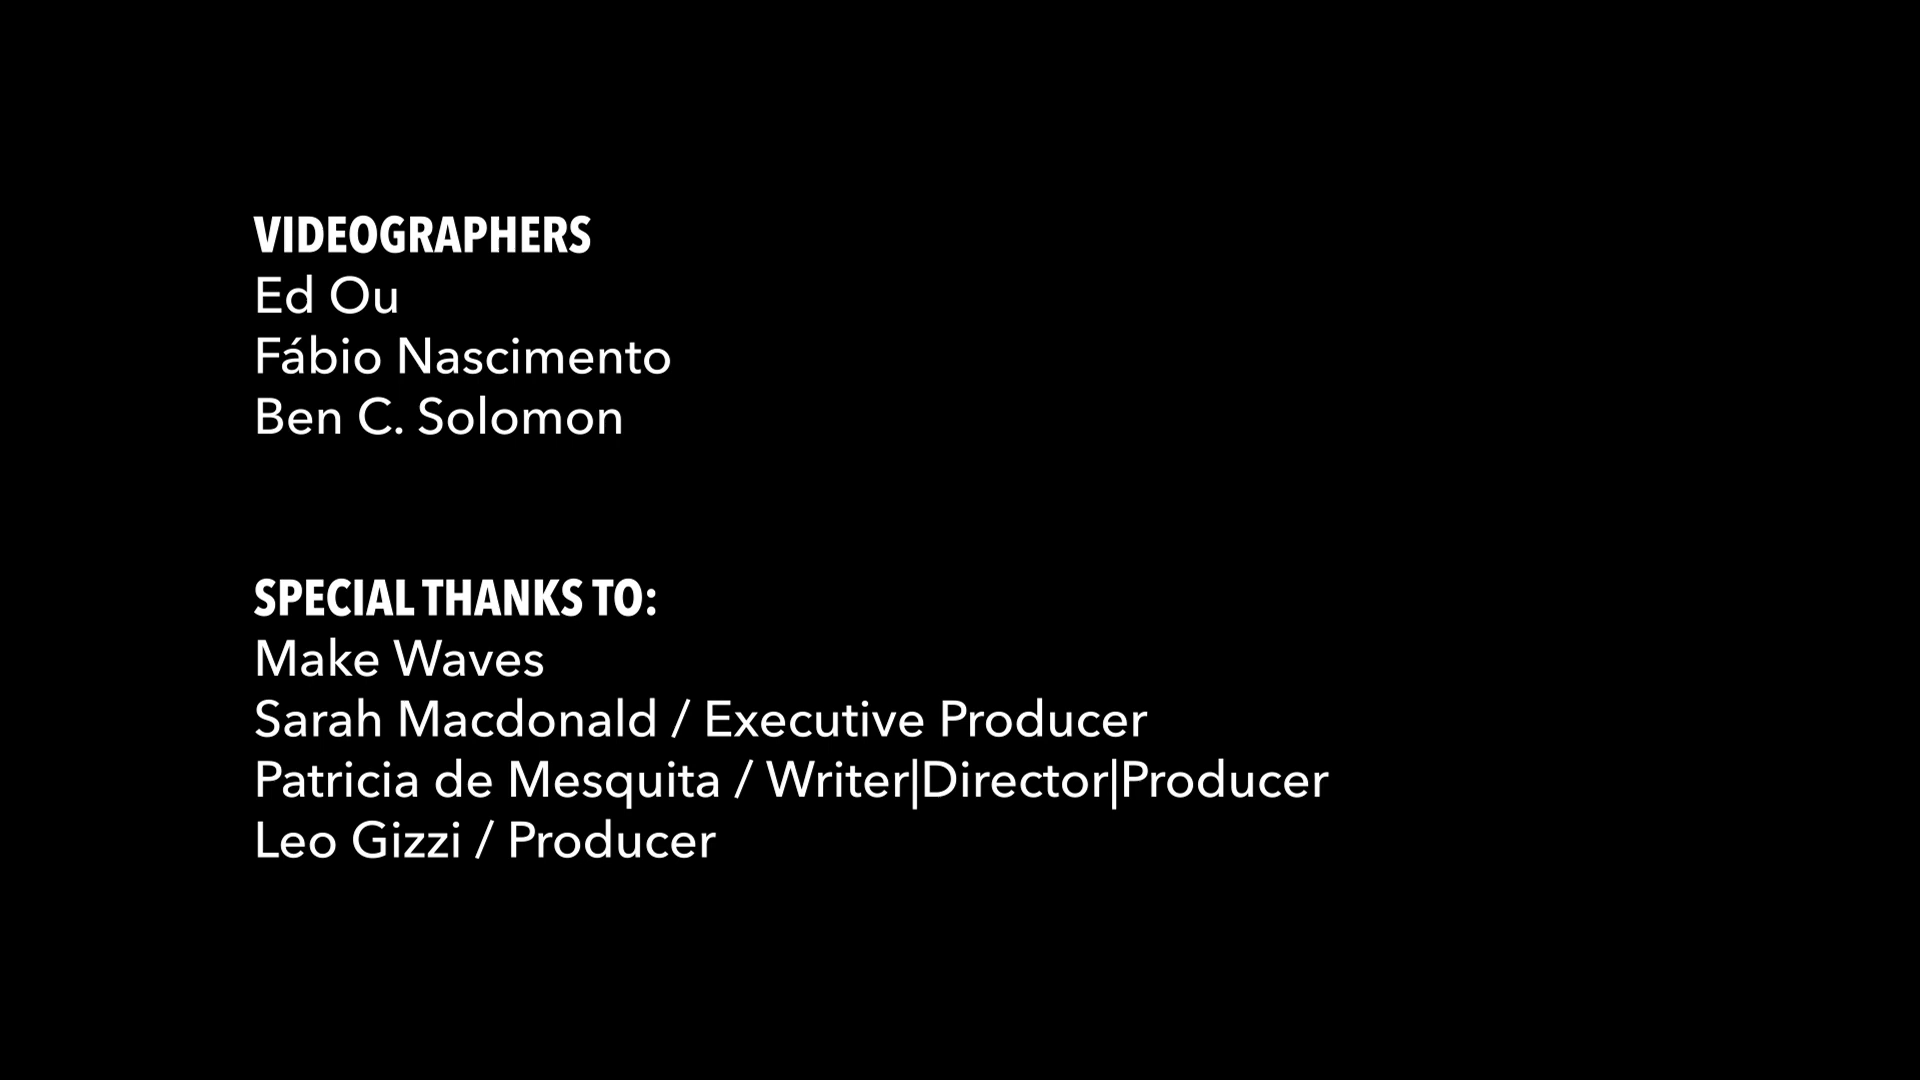 VIDEOGRAPHERS
Ed Ou
Fábio Nascimento
Ben C. Solomon
SPECIAL THANKS TO:
Make Waves
Sarah Macdonald / Executive Producer
Patricia de Mesquita / Writer|Director|Producer
Leo Gizzi / Producer